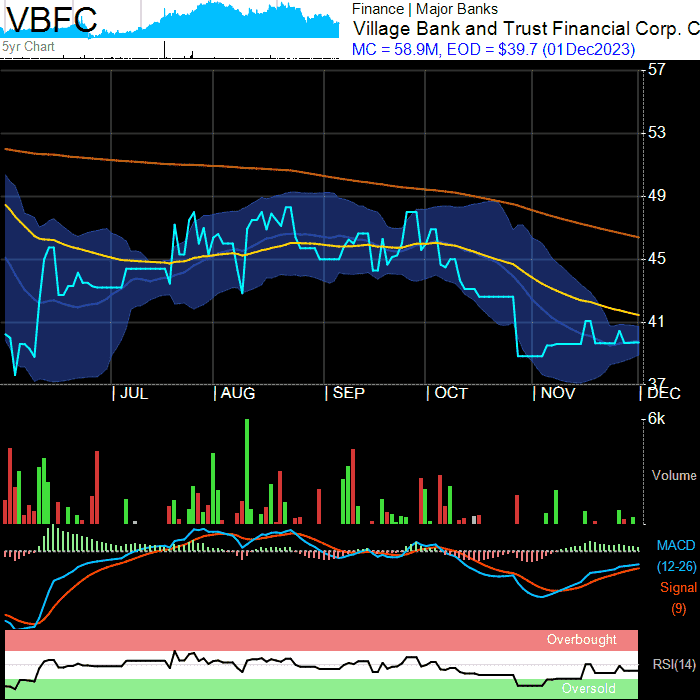 VBFC
5yr Chart
Finance | Major Banks
Village Bank and Trust Financial Corp. C
MC = 58.9M, EOD = $39.7 (01Dec2023)
57
53
49
45
41
37
JUL AUG SEP OCT NOV DEC
6k
Volume
MACD
(12-26)
Signal
(9)
Overbought
RSI(14)
Oversold